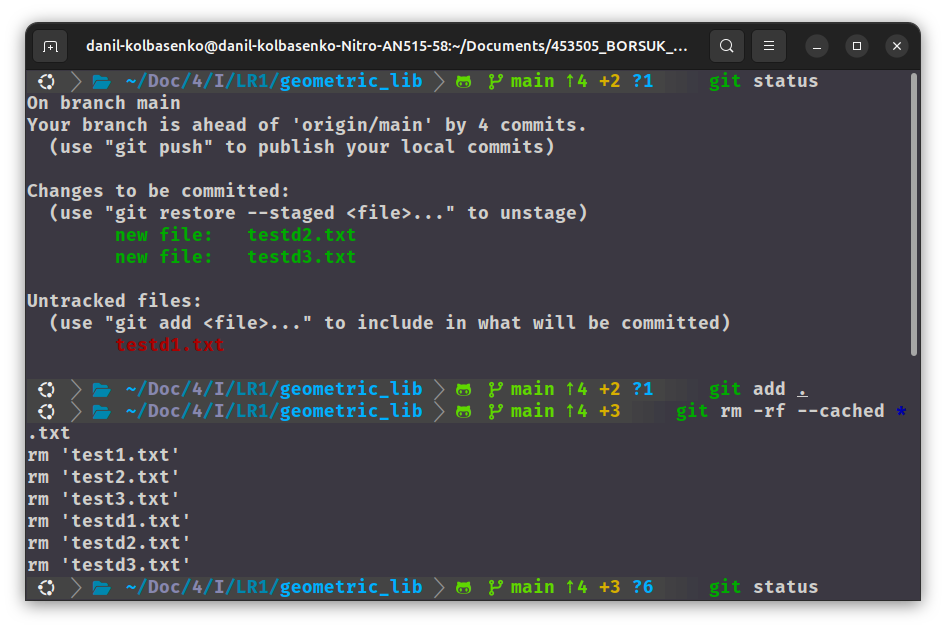 danil-kolbasenko@danil-kolbasenko-Nitro-AN515-58:~/Documents/453505_BORSUK_...
~/Doc/4/I/LR1/geometric_lib main ↑4 +2 ?1 git status
On branch main
Your branch is ahead of 'origin/main' by 4 commits.
(use "git push" to publish your local commits)
Changes to be committed:
(use "git restore --staged <file>..." to unstage)
new file: testd2.txt
new file: testd3.txt
Untracked files:
(use "git add <file>..." to include in what will be committed)
testd1.txt
~/Doc/4/I/LR1/geometric_lib main ↑4 +2 ?1 git add .
~/Doc/4/I/LR1/geometric_lib main ↑4 +3 git rm -rf --cached *
.txt
rm 'test1.txt'
rm 'test2.txt'
rm 'test3.txt'
rm 'testd1.txt'
rm 'testd2.txt'
rm 'testd3.txt'
~/Doc/4/I/LR1/geometric_lib main ↑4 +3 ?6 git status